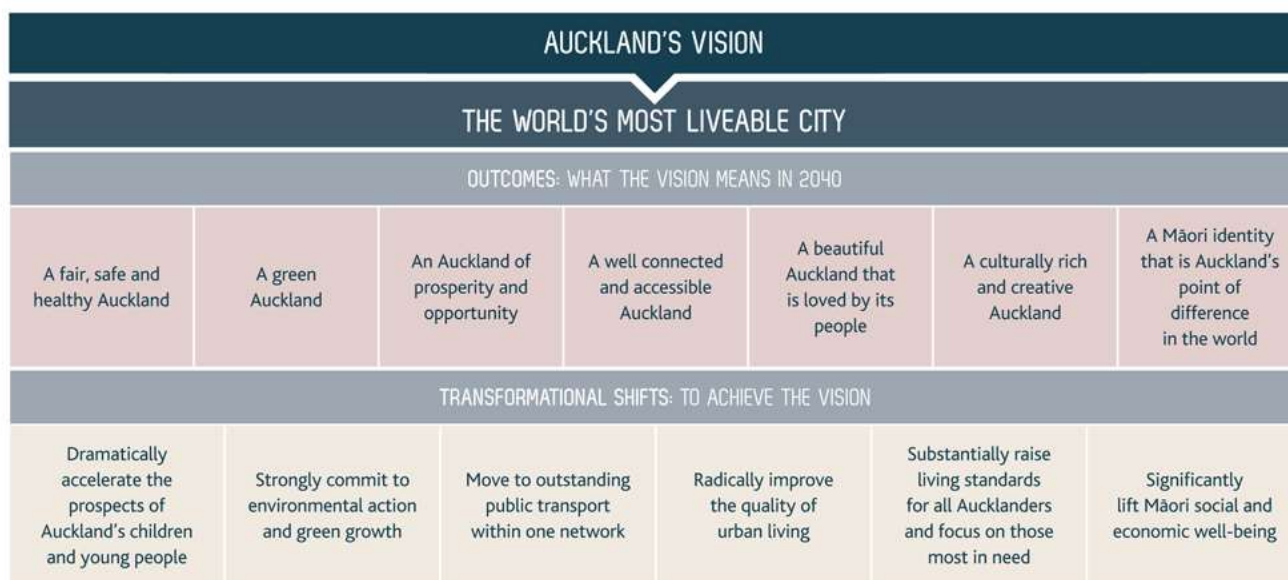 AUCKLAND'S VISION
THE WORLD'S MOST LIVEABLE CITY
OUTCOMES: WHAT THE VISION MEANS IN 2040
A fair, safe and
healthy Auckland
A green
Auckland
An Auckland of
prosperity and
opportunity
A well connected
and accessible
Auckland
A beautiful
Auckland that
is loved by its
people
A culturally rich
and creative
Auckland
A Māori identity
that is Auckland's
point of
difference
in the world
TRANSFORMATIONAL SHIFTS: TO ACHIEVE THE VISION
Dramatically
accelerate the
prospects of
Auckland's children
and young people
Strongly commit to
environmental action
and green growth
Move to outstanding
public transport
within one network
Radically improve
the quality of
urban living
Substantially raise
living standards
for all Aucklanders
and focus on those
most in need
Significantly
lift Māori social and
economic well-being